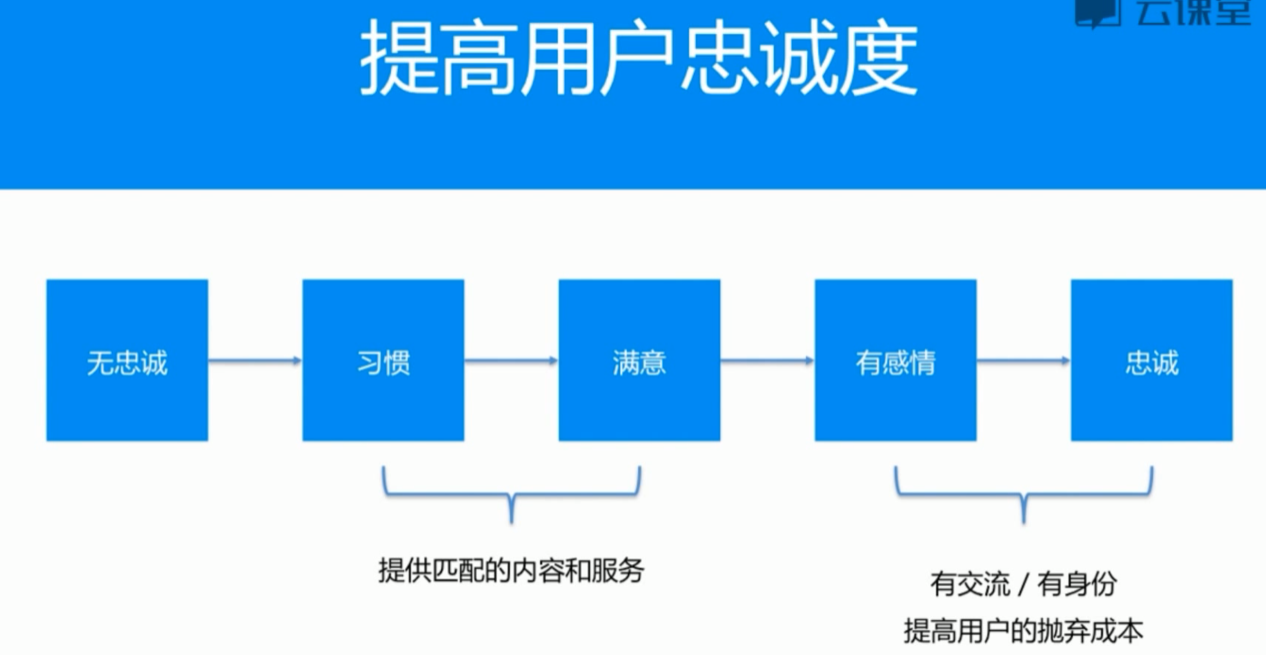 云课堂
提高用户忠诚度
无忠诚
习惯
满意
有感情
忠诚
提供匹配的内容和服务
有交流 / 有身份
提高用户的抛弃成本